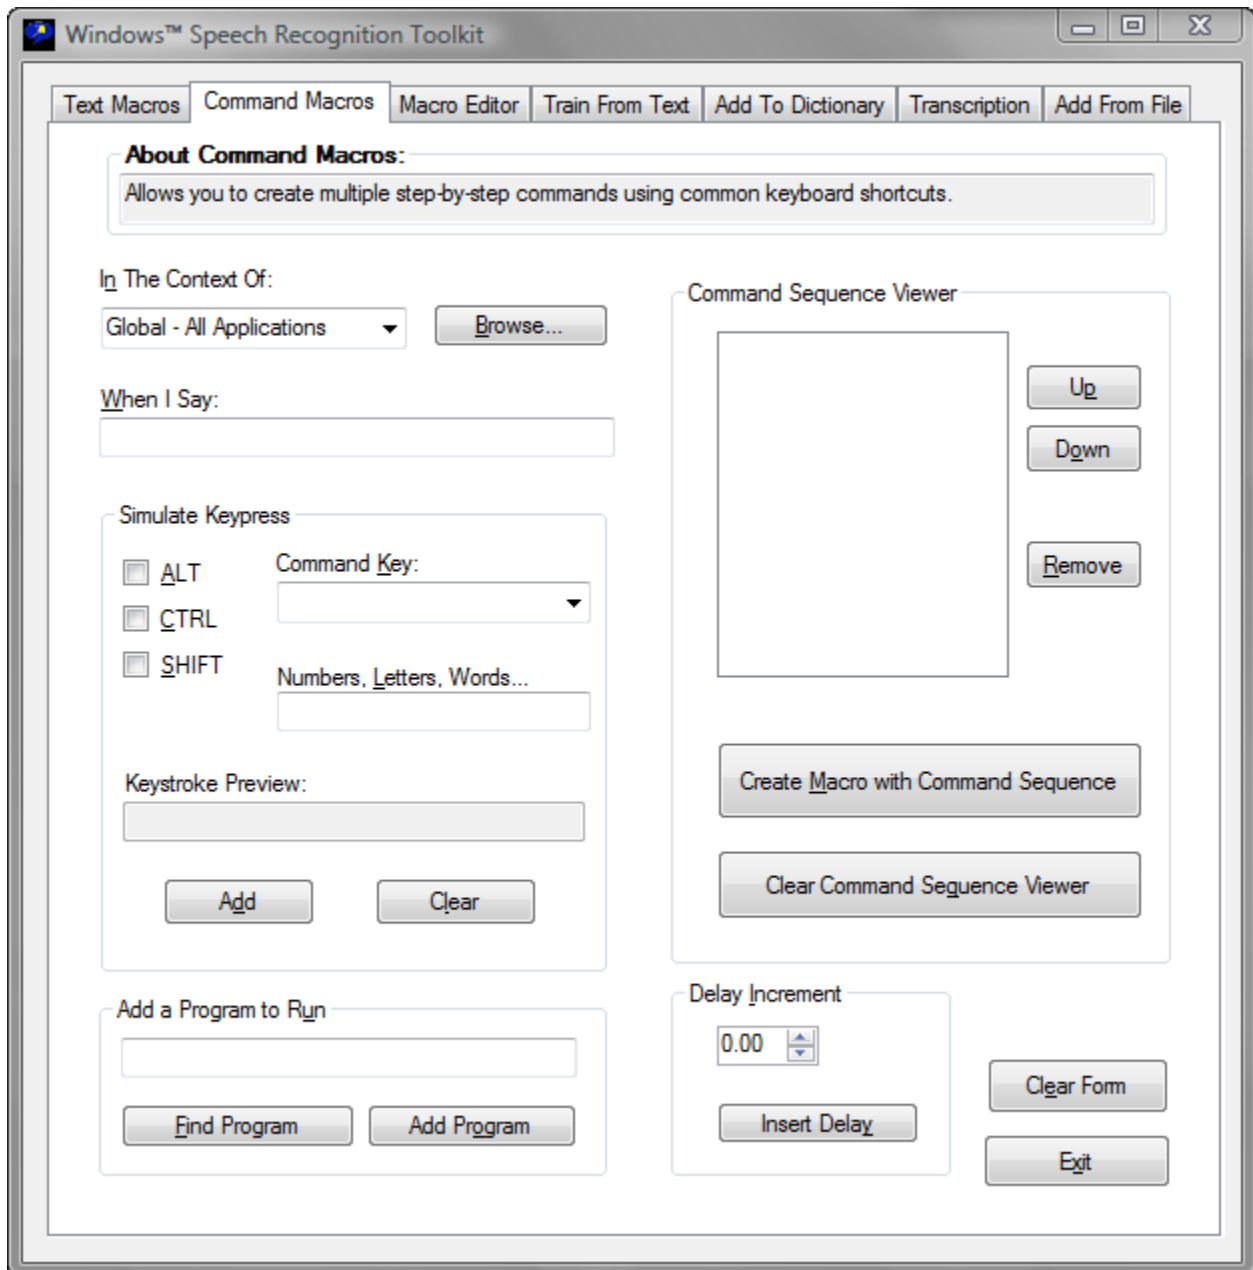 Windows™ Speech Recognition Toolkit
Text Macros Command Macros Macro Editor Train From Text Add To Dictionary Transcription Add From File
About Command Macros:
Allows you to create multiple step-by-step commands using common keyboard shortcuts.
In The Context Of:
Global - All Applications
Browse...
When I Say:
Simulate Keypress
ALT
CTRL
SHIFT
Command Key:
Numbers, Letters, Words...
Keystroke Preview:
Add
Clear
Add a Program to Run
Find Program
Add Program
Command Sequence Viewer
Up
Down
Remove
Create Macro with Command Sequence
Clear Command Sequence Viewer
Delay Increment
0.00
Insert Delay
Clear Form
Exit